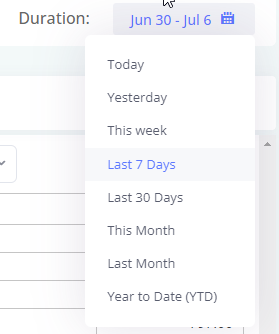 Duration: Jun 30 - Jul 6
Today
Yesterday
This week
Last 7 Days
Last 30 Days
This Month
Last Month
Year to Date (YTD)